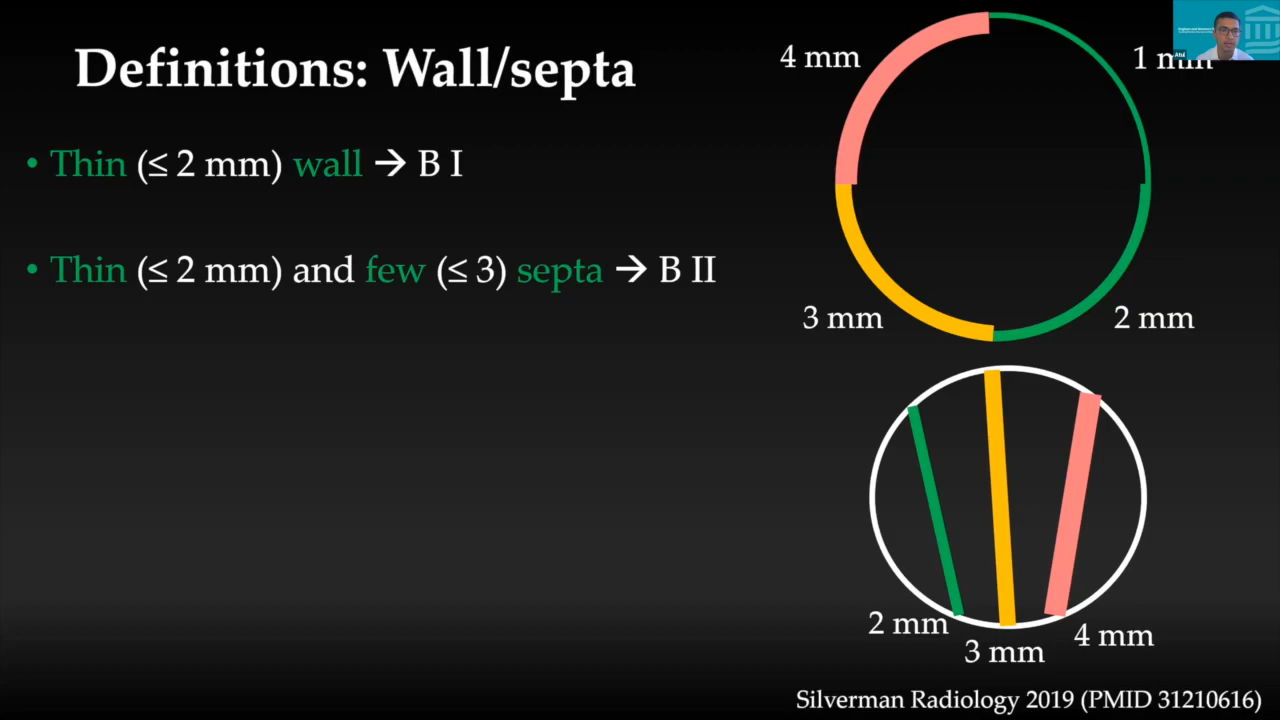 Definitions: Wall/septa
• Thin (≤ 2 mm) wall → B I
• Thin (≤ 2 mm) and few (≤ 3) septa → B II
4 mm
1 mm
3 mm
2 mm
2 mm
3 mm
4 mm
Silverman Radiology 2019 (PMID 31210616)